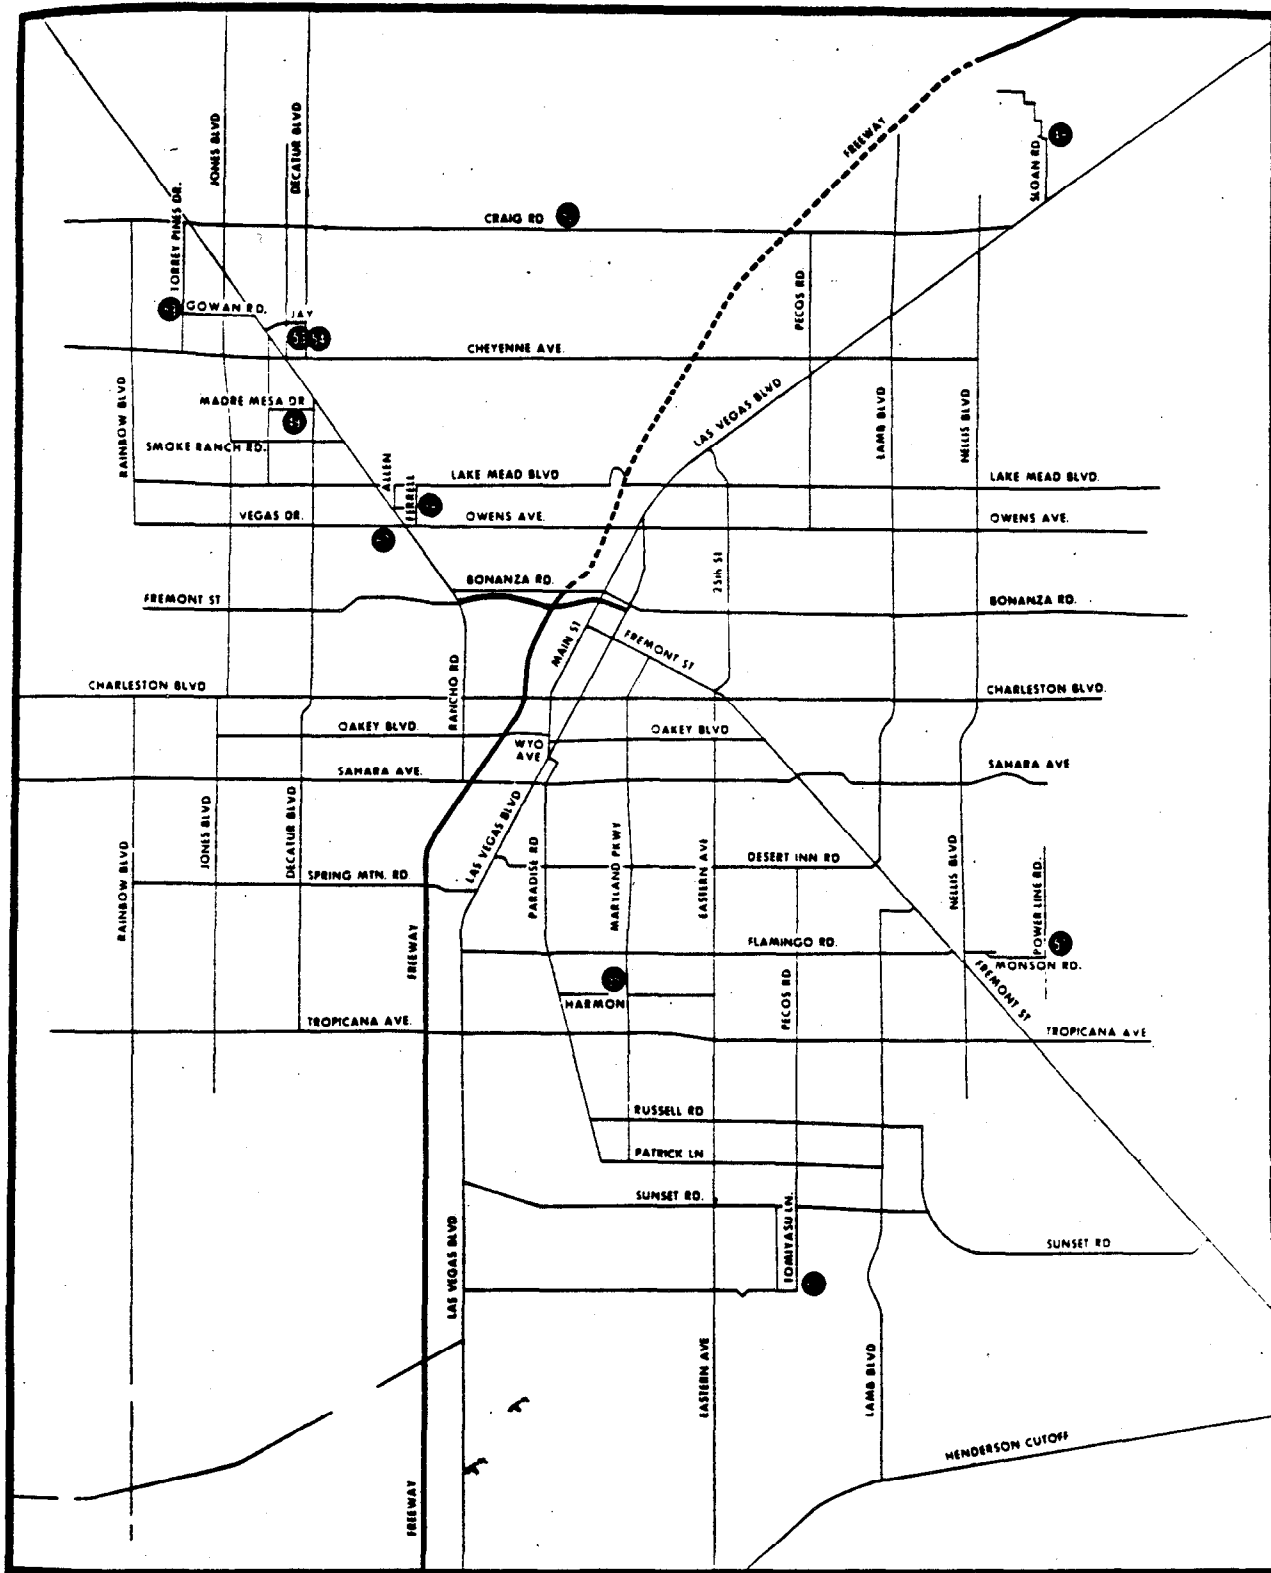 JONES BLVD
DECATUR BLVD
FREEWAY
SLOAN RD
TORREY PINES DR.
CRAIG RD
PECOS RD.
GOWAN RD.
JAY
54
CHEYENNE AVE.
RAINBOW BLVD
MADRE MESA DR
LAS VEGAS BLVD
LAMB BLVD
NELLIS BLVD
SMOKE RANCH RD.
ALLEN
FERRELL
LAKE MEAD BLVD
LAKE MEAD BLVD.
VEGAS DR.
OWENS AVE.
OWENS AVE.
25th ST
BONANZA RD.
FREMONT ST
BONANZA RD.
MAIN ST
FREMONT ST
RANCHO RD
CHARLESTON BLVD
CHARLESTON BLVD.
OAKEY BLVD.
WYO AVE
OAKEY BLVD
SAHARA AVE.
SAHARA AVE
JONES BLVD
DECATUR BLVD
LAS VEGAS BLVD
PARADISE RD
MARYLAND PKWY
EASTERN AVE
DESERT INN RD
NELLIS BLVD
POWER LINE RD.
RAINBOW BLVD
SPRING MTN. RD.
FREEWAY
FLAMINGO RD.
MONSON RD.
HARMON
PECOS RD
FREMONT ST
TROPICANA AVE.
TROPICANA AVE
RUSSELL RD
PATRICK LN
SUNSET RD.
TOMIYASU LN.
SUNSET RD
LAS VEGAS BLVD
EASTERN AVE
LAMB BLVD
HENDERSON CUTOFF
FREEWAY